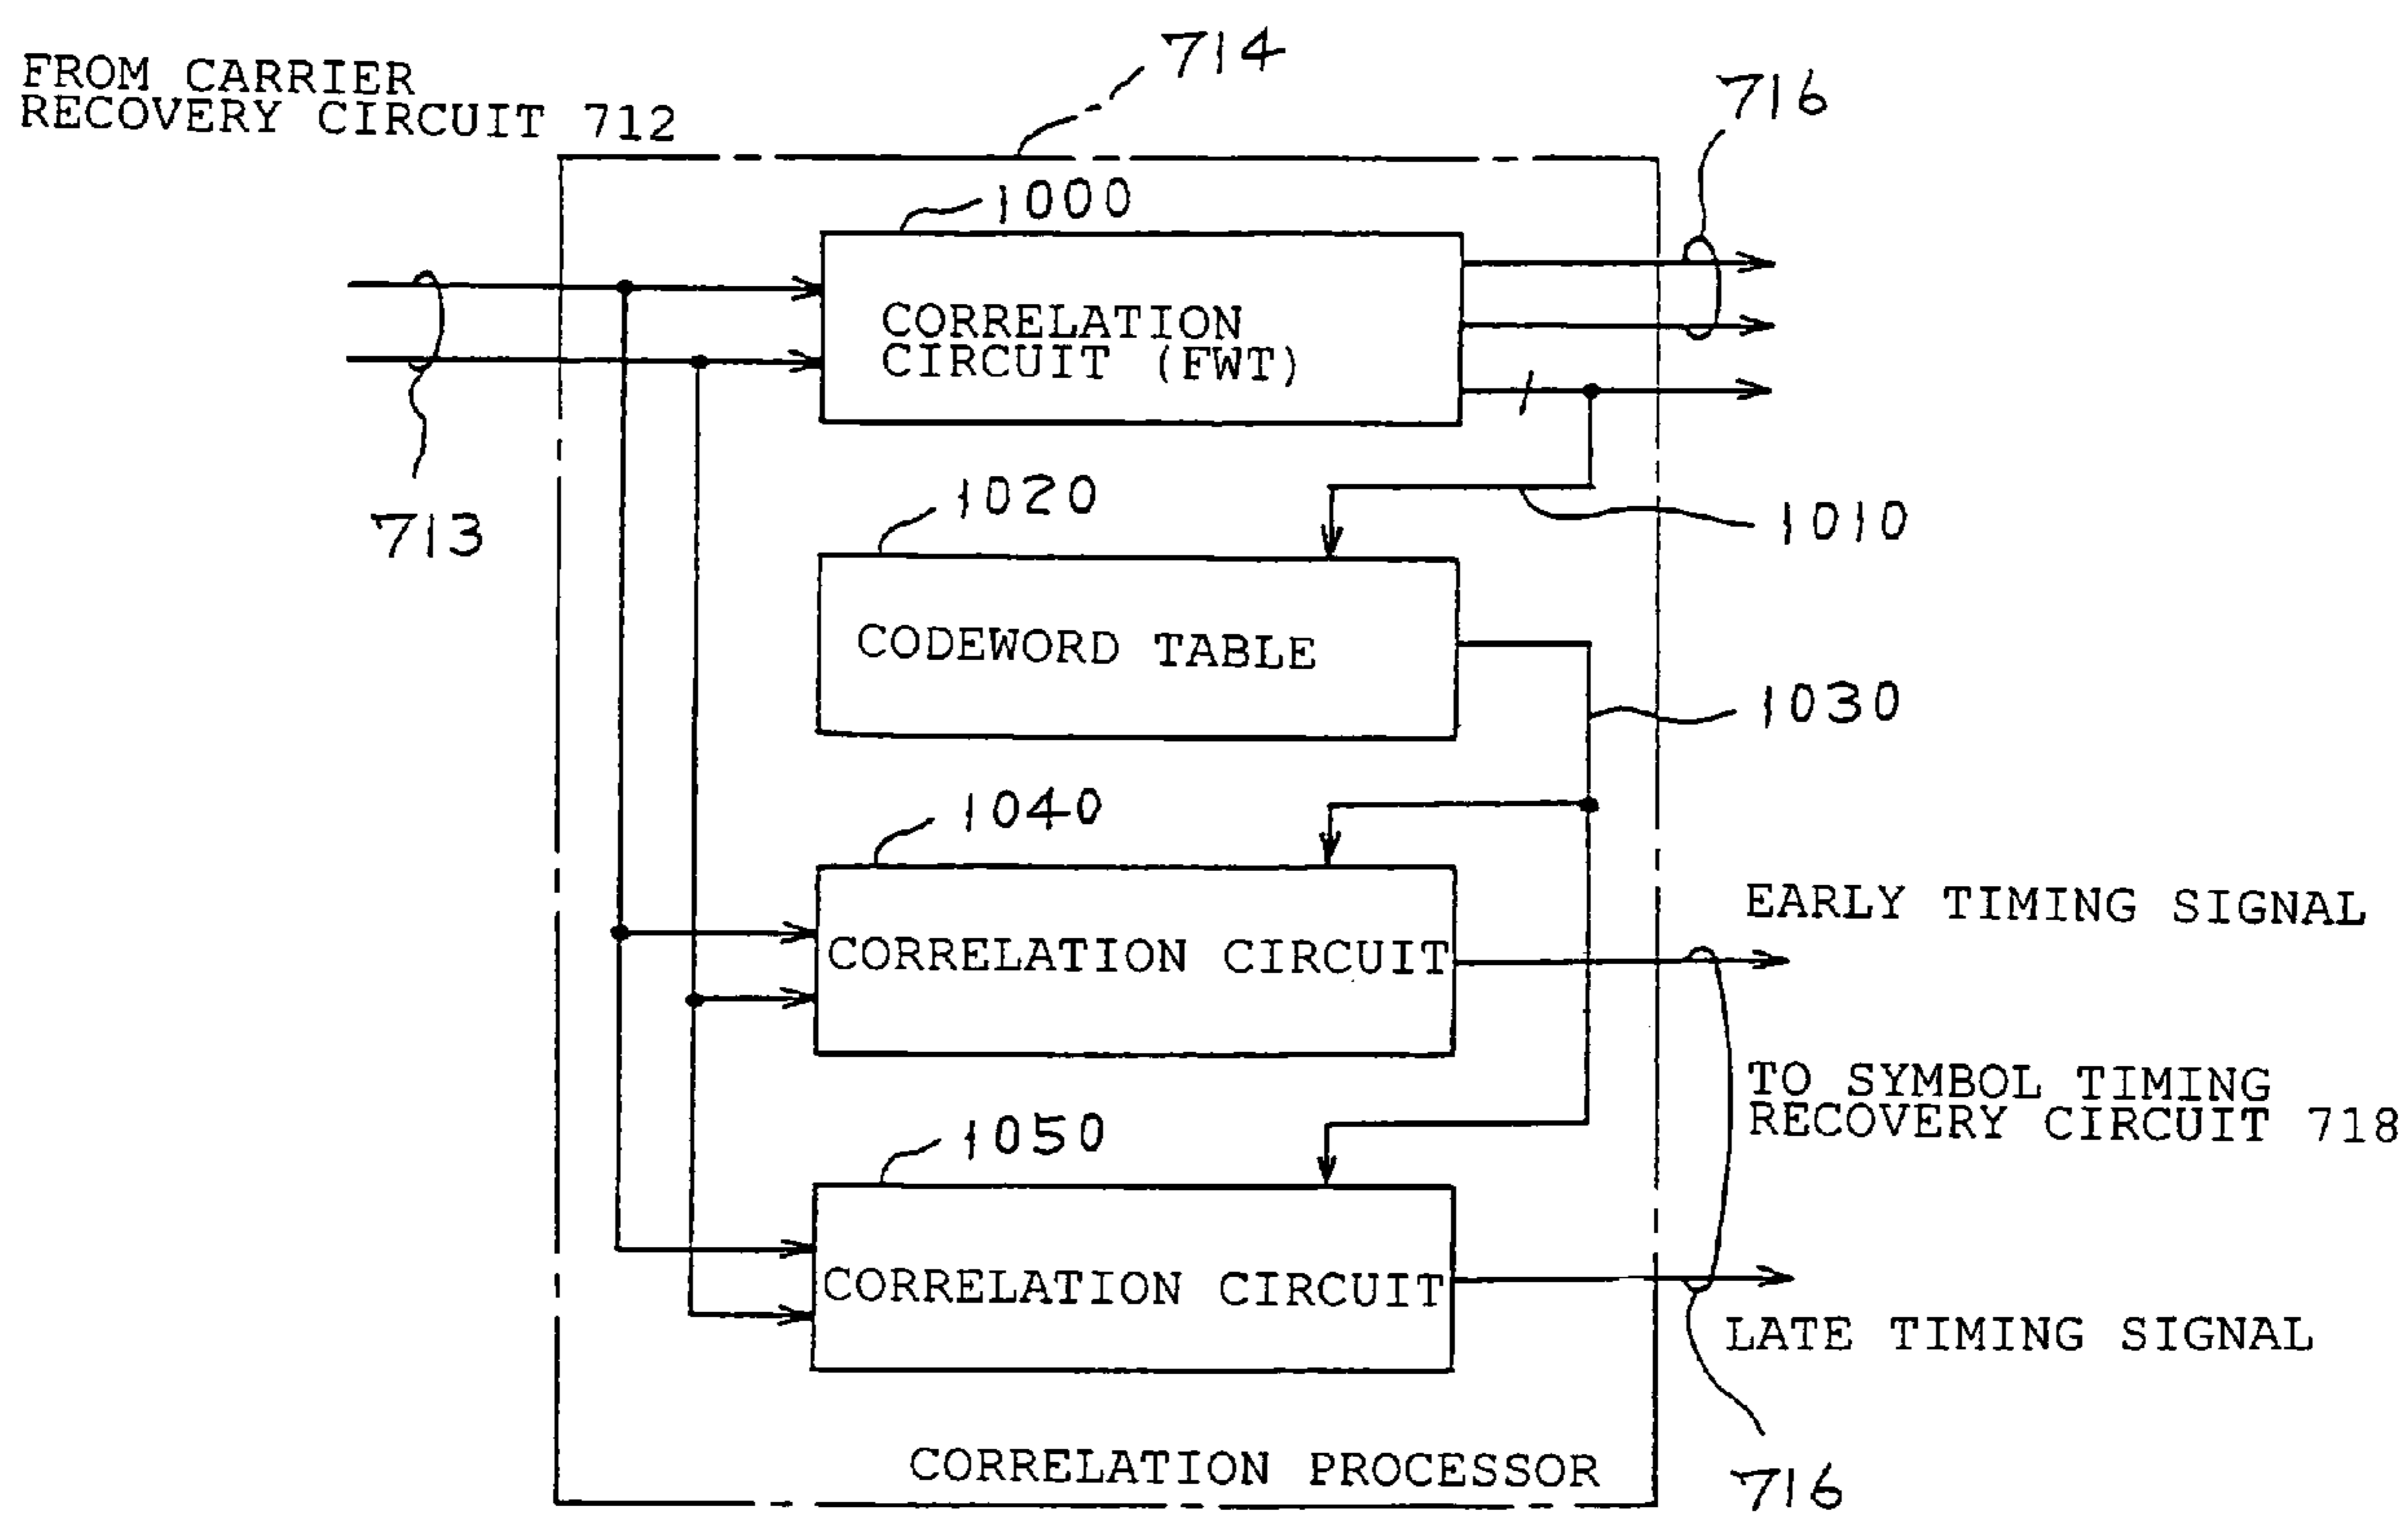 714
FROM CARRIER
RECOVERY CIRCUIT 712
716
1000
CORRELATION
CIRCUIT (FWT)
713
1020
1010
CODEWORD TABLE
1030
1040
EARLY TIMING SIGNAL
CORRELATION CIRCUIT
TO SYMBOL TIMING
RECOVERY CIRCUIT 718
1050
CORRELATION CIRCUIT
LATE TIMING SIGNAL
CORRELATION PROCESSOR
716